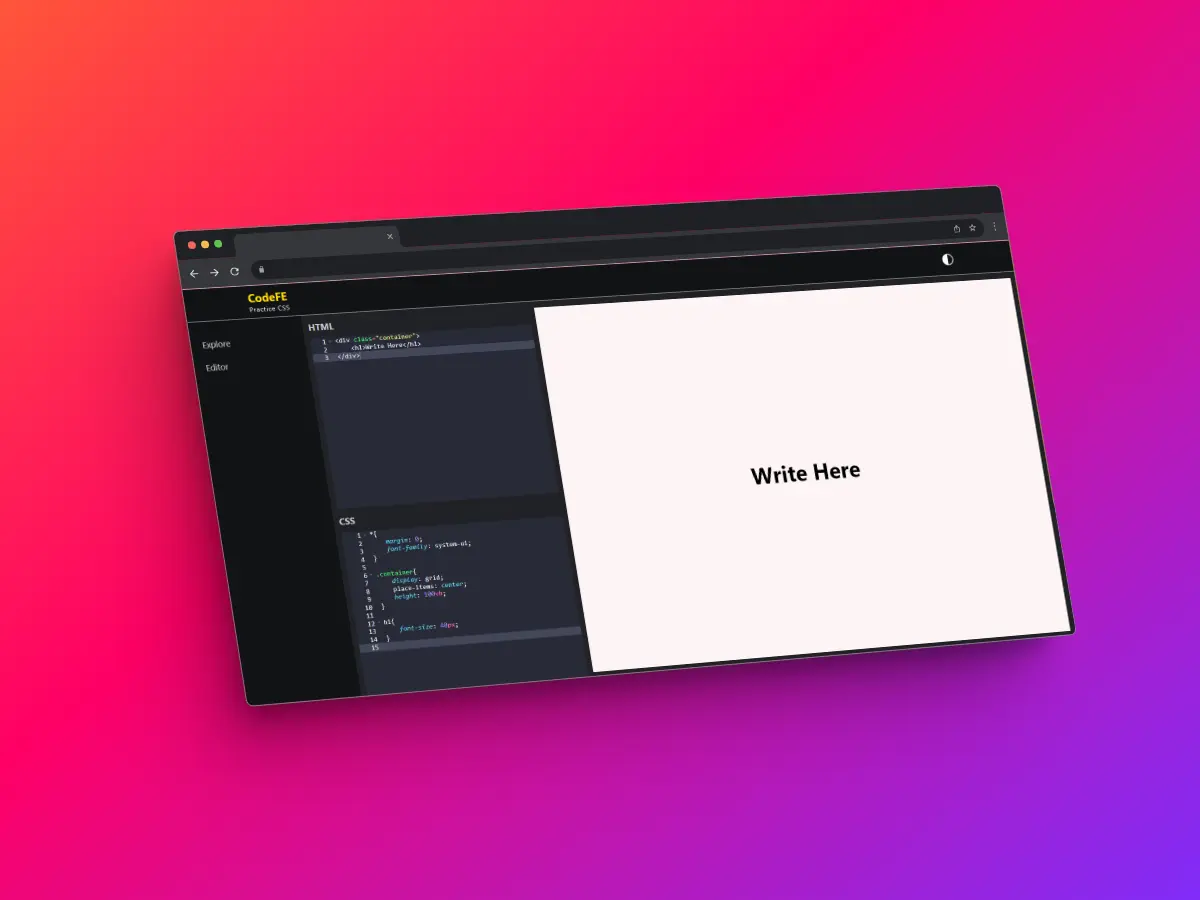 CodeFE
Practice CSS
Explore
Editor
HTML
1 <div class="container">
2 <h1>Write Here</h1>
3 </div>
Write Here
CSS
1 *{
2 margin: 0;
3 font-family: system-ui;
4 }
5
6 .container{
7 display: grid;
8 place-items: center;
9 height: 100vh;
10 }
11
12 h1{
13 font-size: 40px;
14 }
15